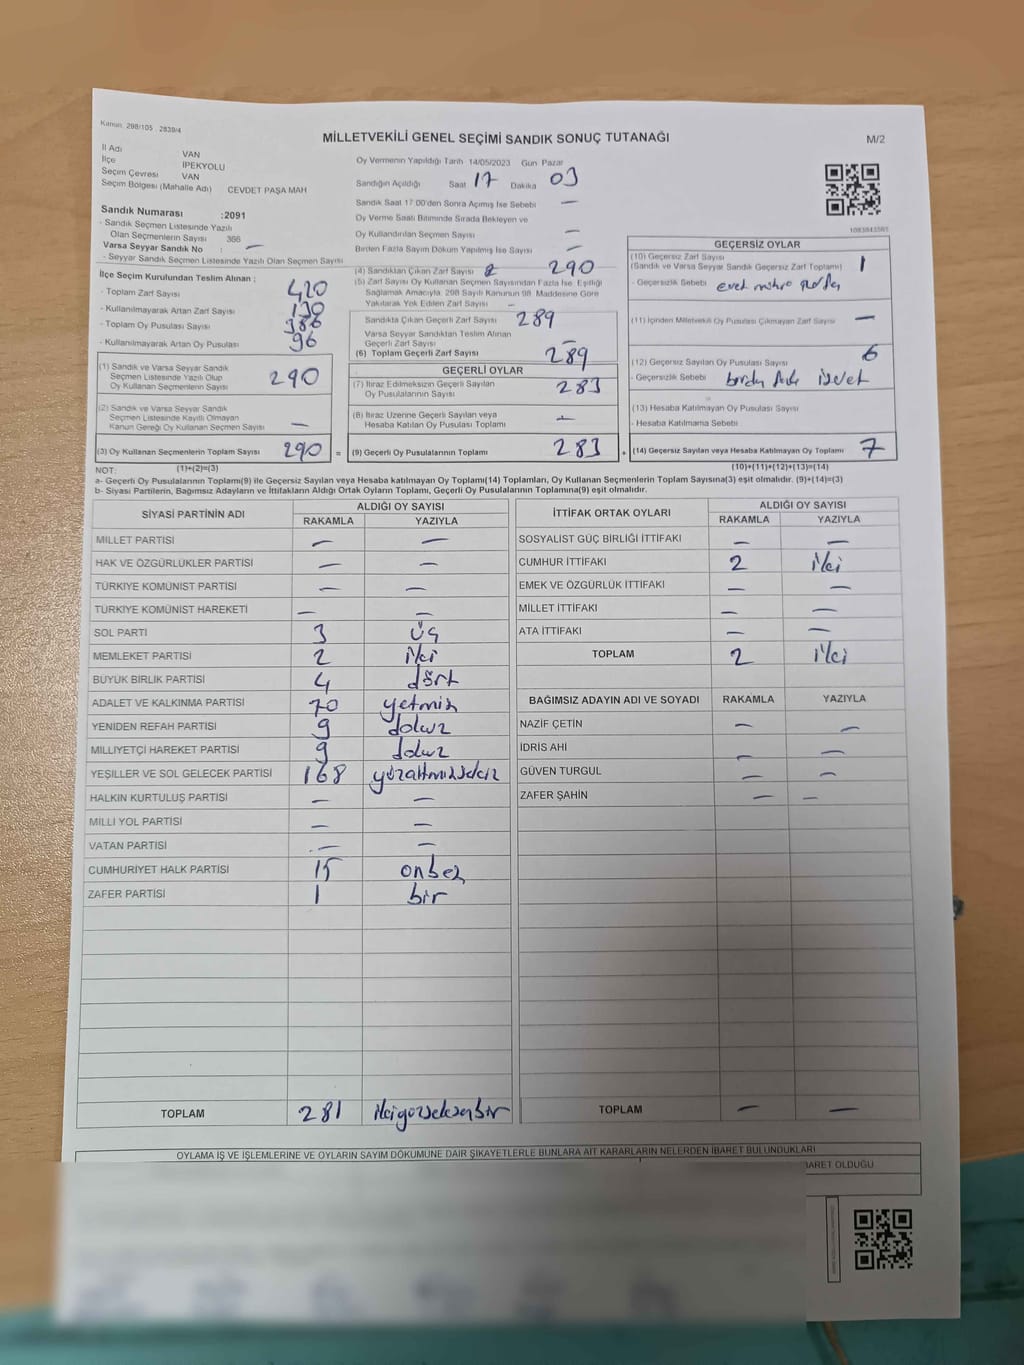 Kanun: 298/105 , 2839/4
MİLLETVEKİLİ GENEL SEÇİMİ SANDIK SONUÇ TUTANAĞI
M/2
İl Adı VAN
İlçe İPEKYOLU
Seçim Çevresi VAN
Seçim Bölgesi (Mahalle Adı) CEVDET PAŞA MAH
Sandık Numarası :2091
- Sandık Seçmen Listesinde Yazılı
Olan Seçmenlerin Sayısı 366
Varsa Seyyar Sandık No : —
- Seyyar Sandık Seçmen Listesinde Yazılı Olan Seçmen Sayısı
İlçe Seçim Kurulundan Teslim Alınan :
- Toplam Zarf Sayısı 420
- Kullanılmayarak Artan Zarf Sayısı 130
- Toplam Oy Pusulası Sayısı 386
- Kullanılmayarak Artan Oy Pusulası 96
(1) Sandık ve Varsa Seyyar Sandık
Seçmen Listesinde Yazılı Olup
Oy Kullanan Seçmenlerin Sayısı 290
(2) Sandık ve Varsa Seyyar Sandık
Seçmen Listesinde Kayıtlı Olmayan
Kanun Gereği Oy Kullanan Seçmen Sayısı —
(3) Oy Kullanan Seçmenlerin Toplam Sayısı 290 =
(1)+(2)=(3)
Oy Vermenin Yapıldığı Tarih 14/05/2023 Gün Pazar
Sandığın Açıldığı Saat 17 Dakika 03
Sandık Saat 17:00'den Sonra Açımış İse Sebebi —
Oy Verme Saati Bitiminde Sırada Bekleyen ve
Oy Kullandırılan Seçmen Sayısı —
Birden Fazla Sayım Döküm Yapılmış İse Sayısı —
(4) Sandıktan Çıkan Zarf Sayısı 290
(5) Zarf Sayısı Oy Kullanan Seçmen Sayısından Fazla İse, Eşitliği
Sağlamak Amacıyla, 298 Sayılı Kanunun 98. Maddesine Göre
Yakılarak Yok Edilen Zarf Sayısı —
Sandıkta Çıkan Geçerli Zarf Sayısı 289
Varsa Seyyar Sandıktan Teslim Alınan
Geçerli Zarf Sayısı —
(6) Toplam Geçerli Zarf Sayısı 289
GEÇERLİ OYLAR
(7) İtiraz Edilmeksizin Geçerli Sayılan
Oy Pusulalarının Sayısı 283
(8) İtiraz Üzerine Geçerli Sayılan veya
Hesaba Katılan Oy Pusulası Toplamı —
(9) Geçerli Oy Pusulalarının Toplamı 283 +
GEÇERSİZ OYLAR
(10) Geçersiz Zarf Sayısı
(Sandık ve Varsa Seyyar Sandık Geçersiz Zarf Toplamı) 1
- Geçersizlik Sebebi evet
(11) İçinden Milletvekili Oy Pusulası Çıkmayan Zarf Sayısı —
(12) Geçersiz Sayılan Oy Pusulası Sayısı 6
- Geçersizlik Sebebi birden fazla işaret
(13) Hesaba Katılmayan Oy Pusulası Sayısı
- Hesaba Katılmama Sebebi
(14) Geçersiz Sayılan veya Hesaba Katılmayan Oy Toplamı 7
(10)+(11)+(12)+(13)=(14)
NOT:
a- Geçerli Oy Pusulalarının Toplamı(9) ile Geçersiz Sayılan veya Hesaba katılmayan Oy Toplamı(14) Toplamları, Oy Kullanan Seçmenlerin Toplam Sayısına(3) eşit olmalıdır. (9)+(14)=(3)
b- Siyasi Partilerin, Bağımsız Adayların ve İttifakların Aldığı Ortak Oyların Toplamı, Geçerli Oy Pusulalarının Toplamına(9) eşit olmalıdır.
SİYASİ PARTİNİN ADI ALDIĞI OY SAYISI
RAKAMLA YAZIYLA
MİLLET PARTİSİ — —
HAK VE ÖZGÜRLÜKLER PARTİSİ — —
TÜRKİYE KOMÜNİST PARTİSİ — —
TÜRKİYE KOMÜNİST HAREKETİ — —
SOL PARTİ 3 üç
MEMLEKET PARTİSİ 2 iki
BÜYÜK BİRLİK PARTİSİ 4 dört
ADALET VE KALKINMA PARTİSİ 70 yetmiş
YENİDEN REFAH PARTİSİ 9 dokuz
MİLLİYETÇİ HAREKET PARTİSİ 9 dokuz
YEŞİLLER VE SOL GELECEK PARTİSİ 168 yüzaltmışsekiz
HALKIN KURTULUŞ PARTİSİ — —
MİLLİ YOL PARTİSİ — —
VATAN PARTİSİ — —
CUMHURİYET HALK PARTİSİ 15 onbeş
ZAFER PARTİSİ 1 bir
TOPLAM 281 ikiyüzseksenbir
İTTİFAK ORTAK OYLARI ALDIĞI OY SAYISI
RAKAMLA YAZIYLA
SOSYALİST GÜÇ BİRLİĞİ İTTİFAKI — —
CUMHUR İTTİFAKI 2 iki
EMEK VE ÖZGÜRLÜK İTTİFAKI — —
MİLLET İTTİFAKI — —
ATA İTTİFAKI — —
TOPLAM 2 iki
BAĞIMSIZ ADAYIN ADI VE SOYADI RAKAMLA YAZIYLA
NAZİF ÇETİN — —
İDRİS AHİ — —
GÜVEN TURGUL — —
ZAFER ŞAHİN — —
TOPLAM — —
OYLAMA İŞ VE İŞLEMLERİNE VE OYLARIN SAYIM DÖKÜMÜNE DAİR ŞİKAYETLERLE BUNLARA AİT KARARLARIN NELERDEN İBARET BULUNDUKLARI
BARET OLDUĞU